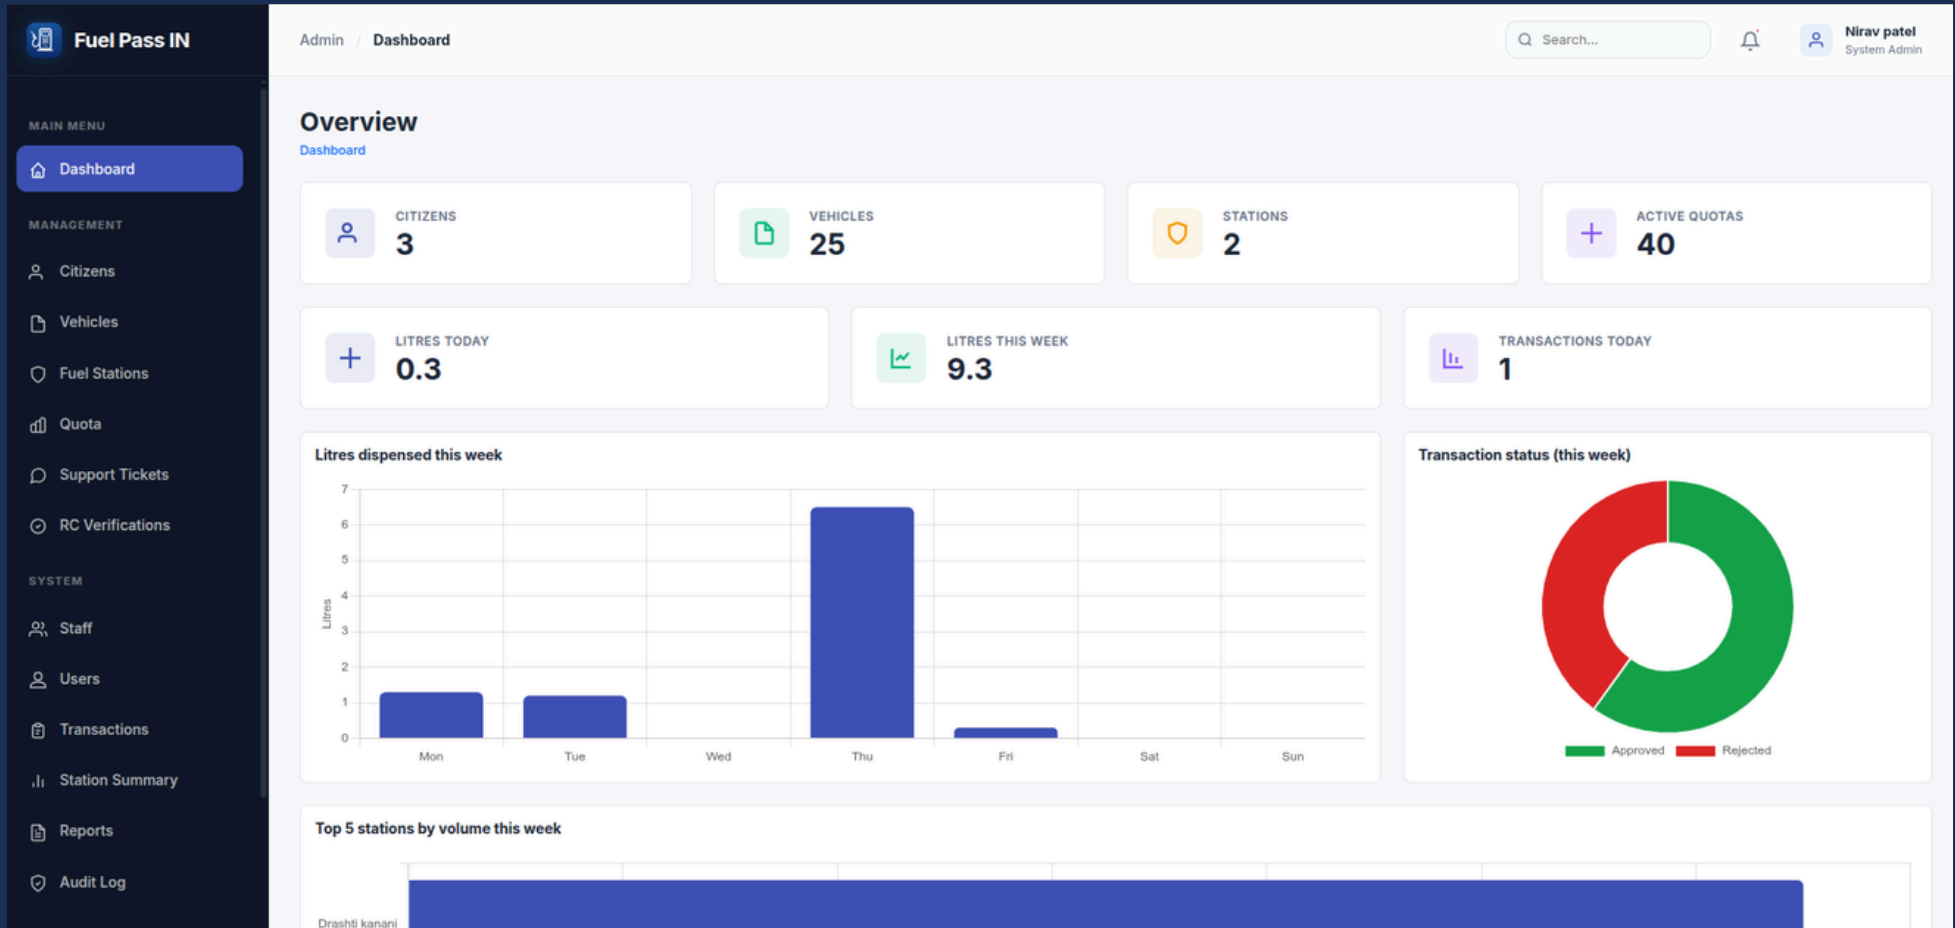 Fuel Pass IN
MAIN MENU
Dashboard
MANAGEMENT
Citizens
Vehicles
Fuel Stations
Quota
Support Tickets
RC Verifications
SYSTEM
Staff
Users
Transactions
Station Summary
Reports
Audit Log
Admin / Dashboard
Search...
Nirav patel
System Admin
Overview
Dashboard
CITIZENS
3
VEHICLES
25
STATIONS
2
ACTIVE QUOTAS
40
LITRES TODAY
0.3
LITRES THIS WEEK
9.3
TRANSACTIONS TODAY
1
Litres dispensed this week
Litres
7
6
5
4
3
2
1
0
Mon Tue Wed Thu Fri Sat Sun
Transaction status (this week)
Approved Rejected
Top 5 stations by volume this week
Drashti kanani